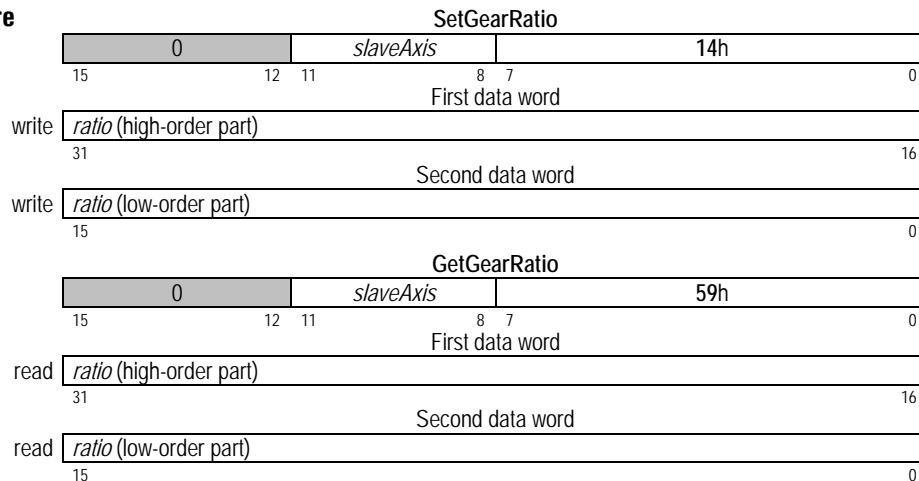 re
SetGearRatio
0 slaveAxis 14h
15 12 11 8 7 0
First data word
write ratio (high-order part)
31 16
Second data word
write ratio (low-order part)
15 0
GetGearRatio
0 slaveAxis 59h
15 12 11 8 7 0
First data word
read ratio (high-order part)
31 16
Second data word
read ratio (low-order part)
15 0